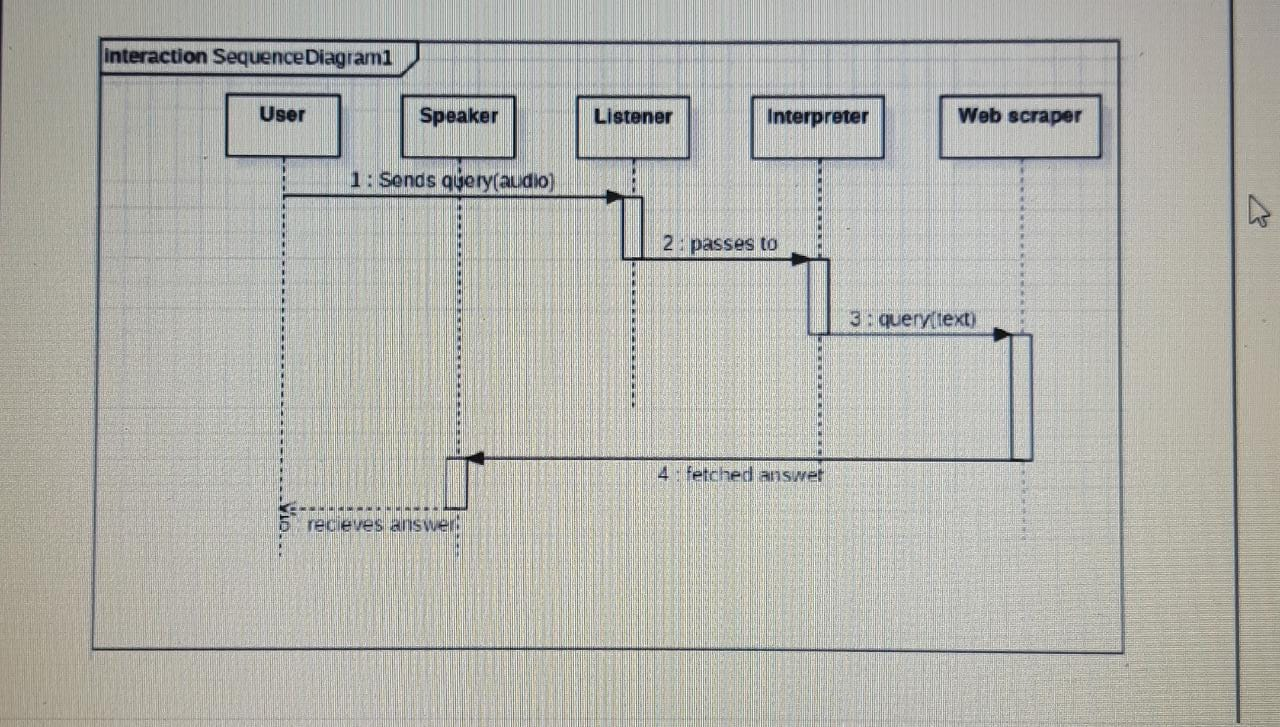 interaction SequenceDiagram1
User
Speaker
Listener
Interpreter
Web scraper
1 : Sends query(audio)
2 : passes to
3 : query(text)
4 : fetched answer
5 : recieves answer